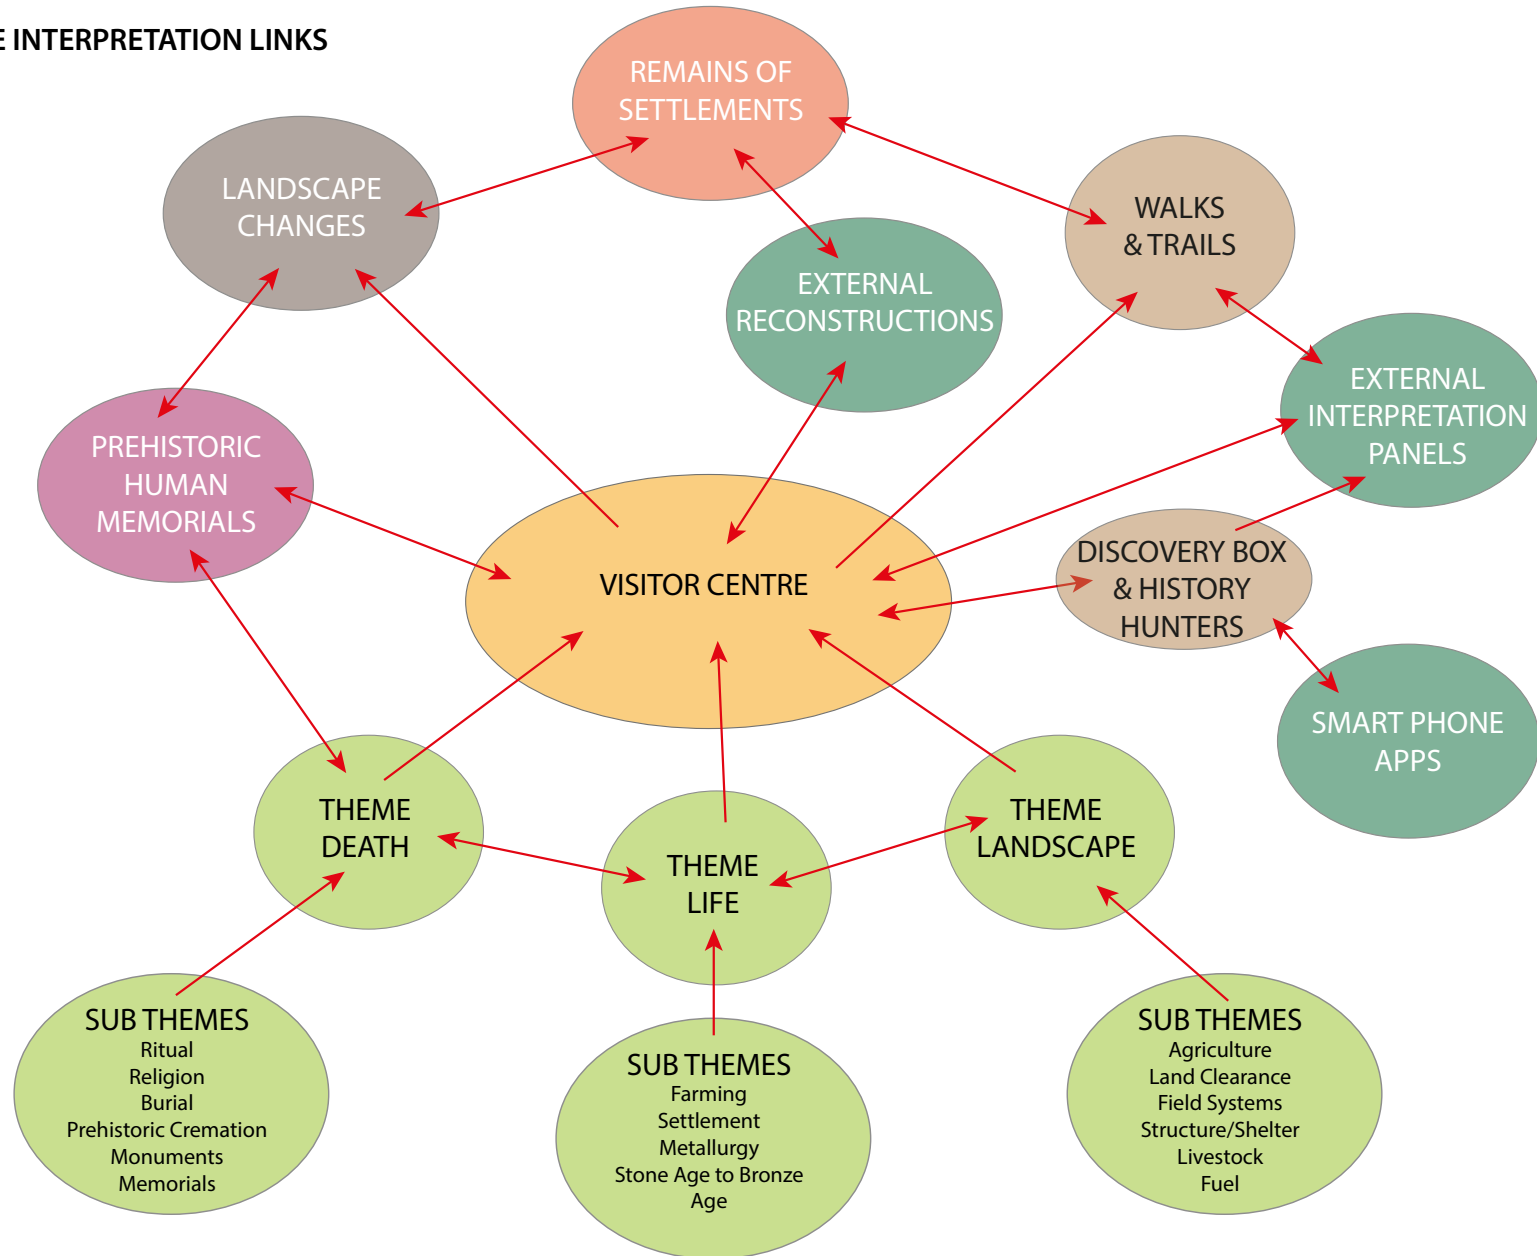 E INTERPRETATION LINKS
REMAINS OF
SETTLEMENTS
LANDSCAPE
CHANGES
WALKS
& TRAILS
EXTERNAL
RECONSTRUCTIONS
EXTERNAL
INTERPRETATION
PANELS
PREHISTORIC
HUMAN
MEMORIALS
VISITOR CENTRE
DISCOVERY BOX
& HISTORY
HUNTERS
SMART PHONE
APPS
THEME
DEATH
THEME
LIFE
THEME
LANDSCAPE
SUB THEMES
Ritual
Religion
Burial
Prehistoric Cremation
Monuments
Memorials
SUB THEMES
Farming
Settlement
Metallurgy
Stone Age to Bronze
Age
SUB THEMES
Agriculture
Land Clearance
Field Systems
Structure/Shelter
Livestock
Fuel